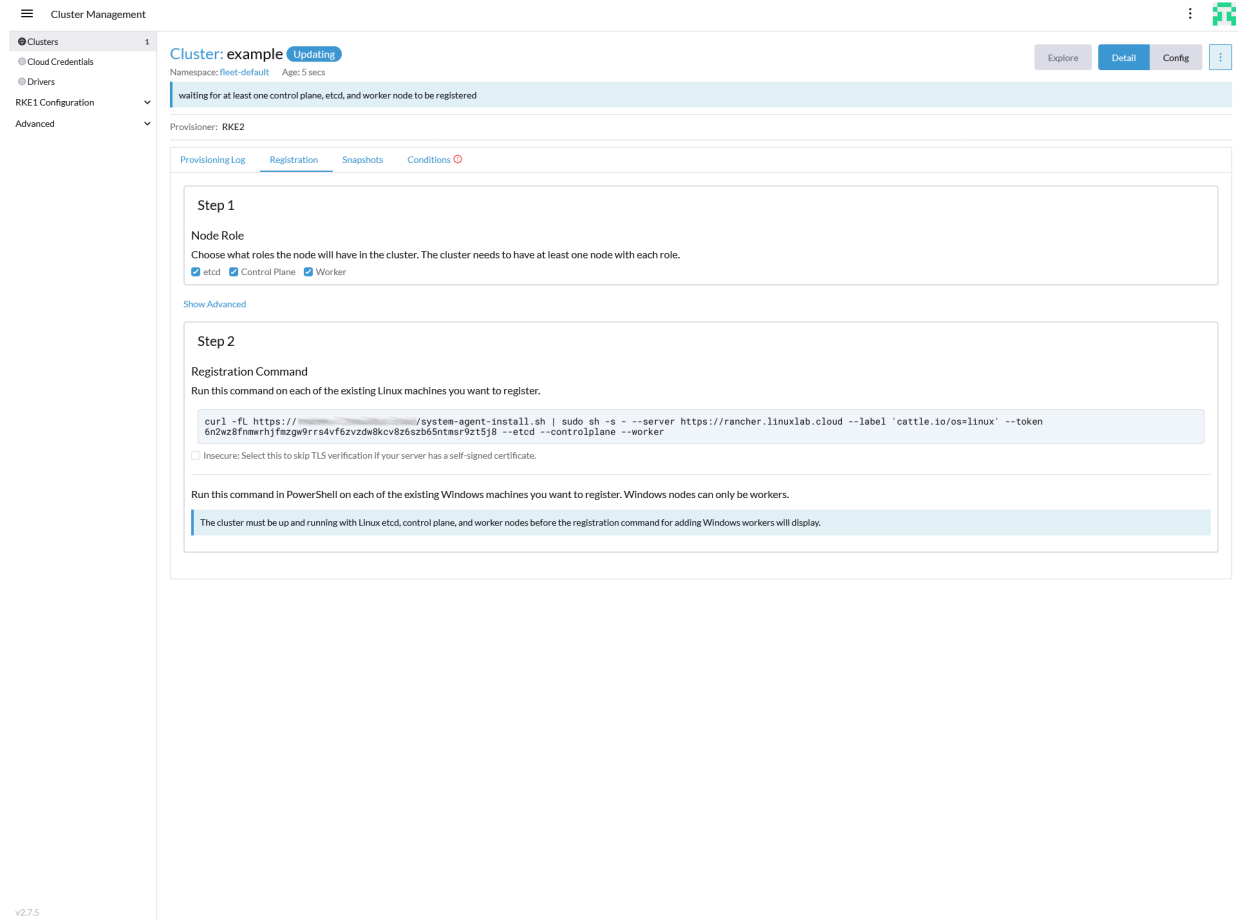 Cluster Management
Clusters 1
Cloud Credentials
Drivers
RKE1 Configuration
Advanced
Cluster: example Updating
Namespace: fleet-default Age: 5 secs
Explore Detail Config
waiting for at least one control plane, etcd, and worker node to be registered
Provisioner: RKE2
Provisioning Log Registration Snapshots Conditions
Step 1
Node Role
Choose what roles the node will have in the cluster. The cluster needs to have at least one node with each role.
etcd Control Plane Worker
Show Advanced
Step 2
Registration Command
Run this command on each of the existing Linux machines you want to register.
curl -fL https:// /system-agent-install.sh | sudo sh -s - --server https://rancher.linuxlab.cloud --label 'cattle.io/os=linux' --token
6n2wz8fnmwrhjfmzgw9rrs4vf6zvzdw8kcv8z6szb65ntmsr9zt5j8 --etcd --controlplane --worker
Insecure: Select this to skip TLS verification if your server has a self-signed certificate.
Run this command in PowerShell on each of the existing Windows machines you want to register. Windows nodes can only be workers.
The cluster must be up and running with Linux etcd, control plane, and worker nodes before the registration command for adding Windows workers will display.
v2.7.5